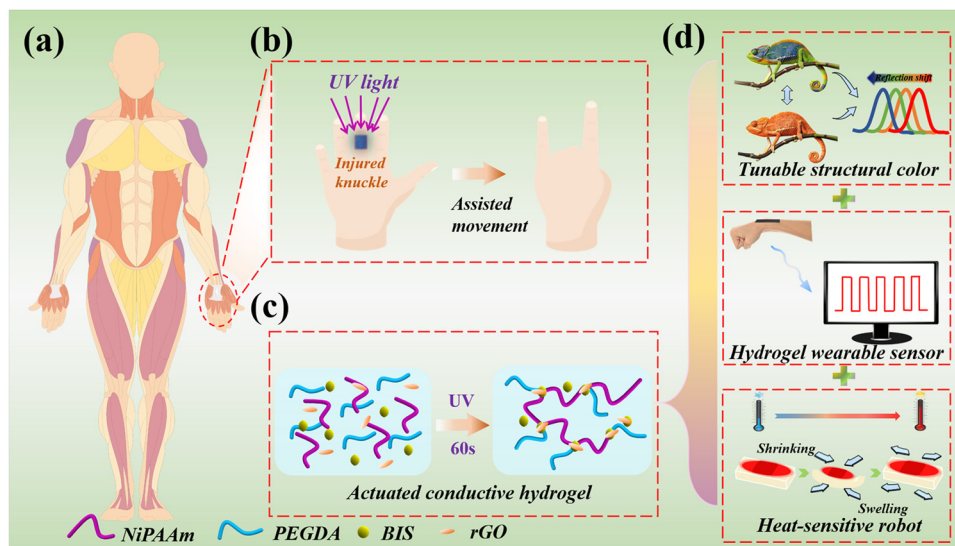 (a)
(b)
UV light
Injured
knuckle
Assisted
movement
(c)
UV
60s
Actuated conductive hydrogel
NiPAAm
PEGDA
BIS
rGO
(d)
Reflection shift
Tunable structural color
Hydrogel wearable sensor
Shrinking
Swelling
Heat-sensitive robot